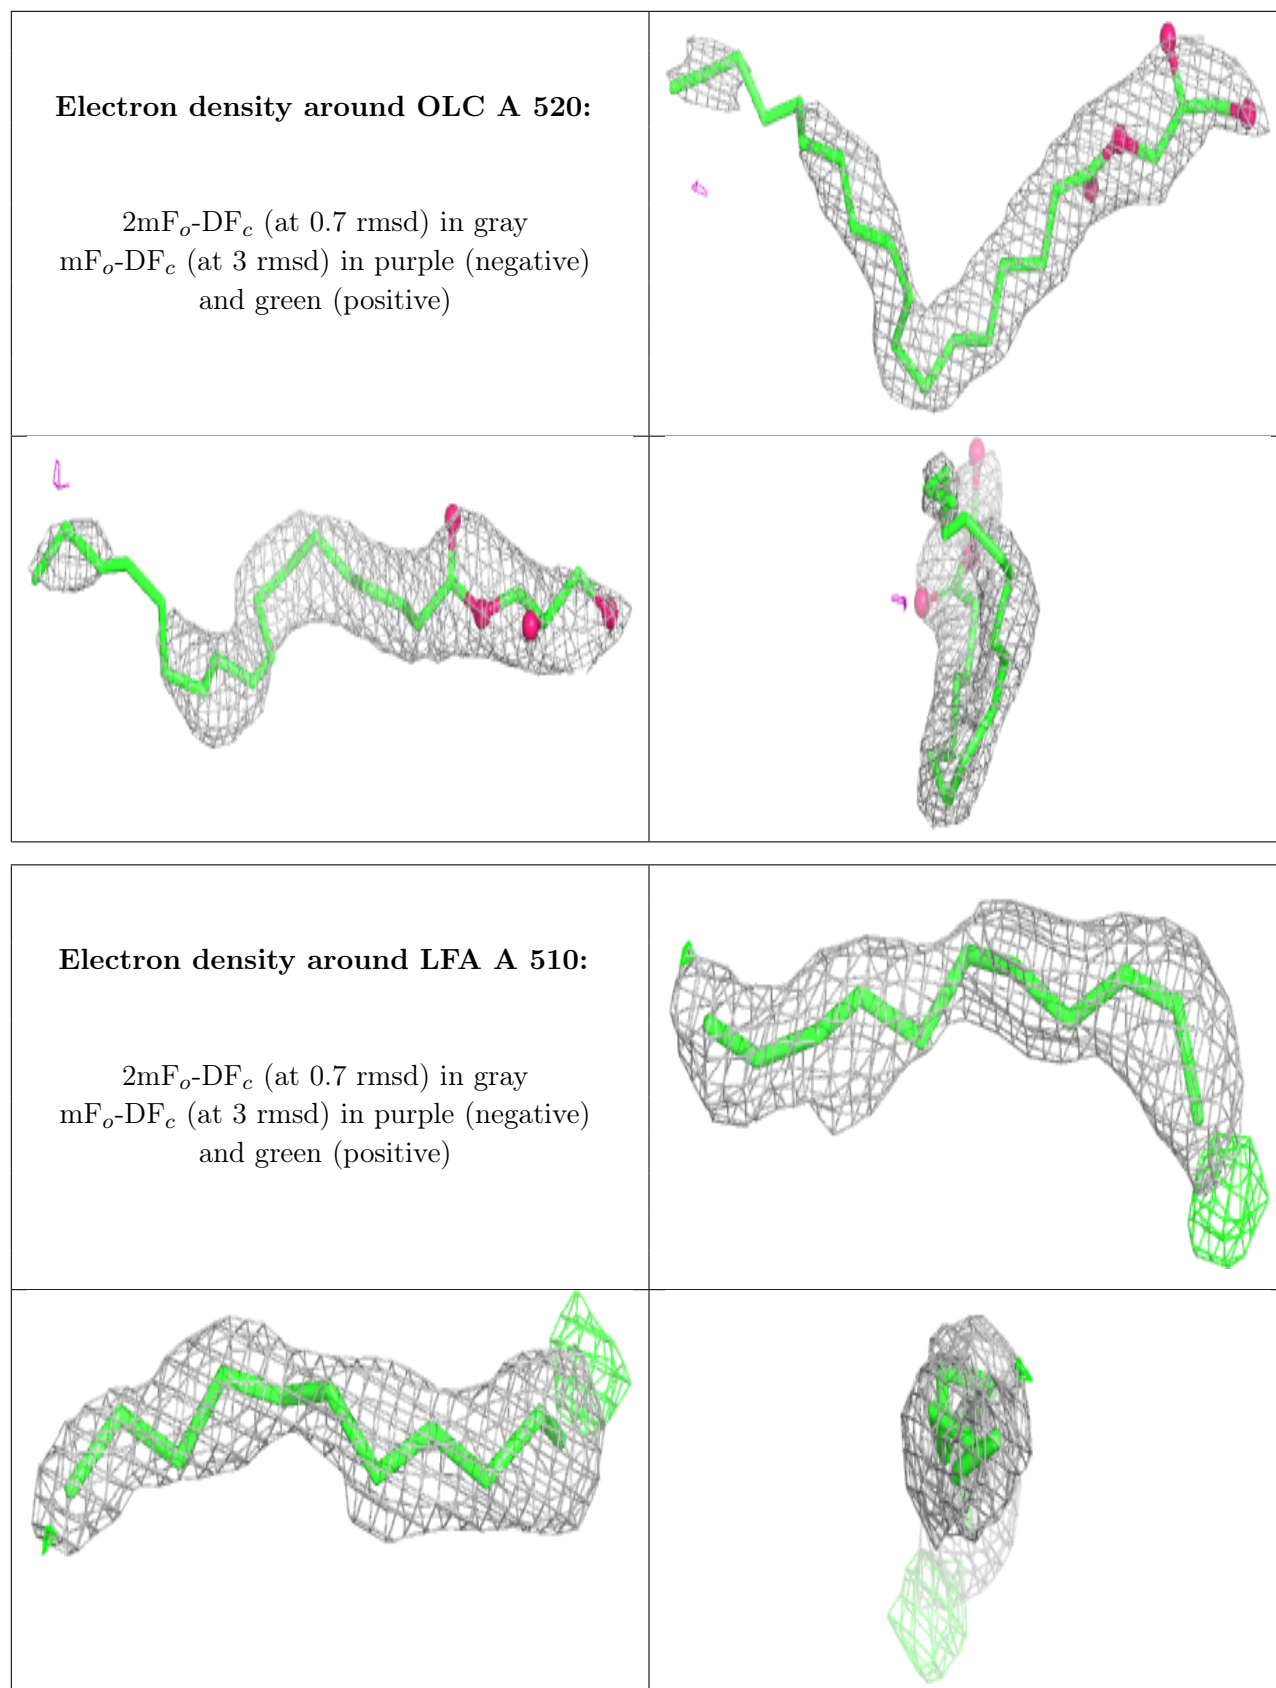 Electron density around OLC A 520:
2mFo-DFc (at 0.7 rmsd) in gray
mFo-DFc (at 3 rmsd) in purple (negative)
and green (positive)
Electron density around LFA A 510:
2mFo-DFc (at 0.7 rmsd) in gray
mFo-DFc (at 3 rmsd) in purple (negative)
and green (positive)